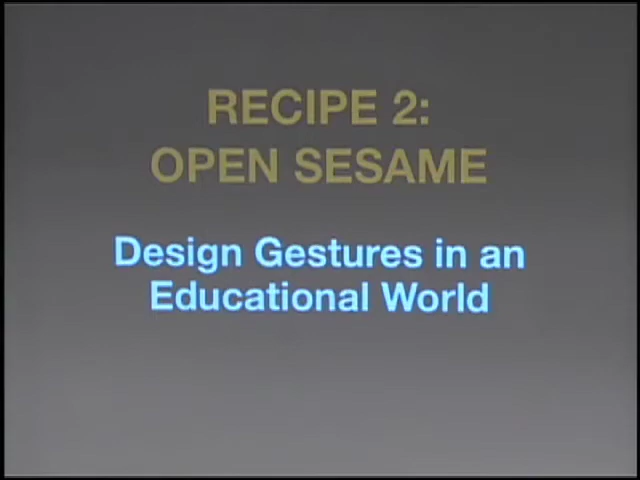 RECIPE 2:
OPEN SESAME
Design Gestures in an
Educational World